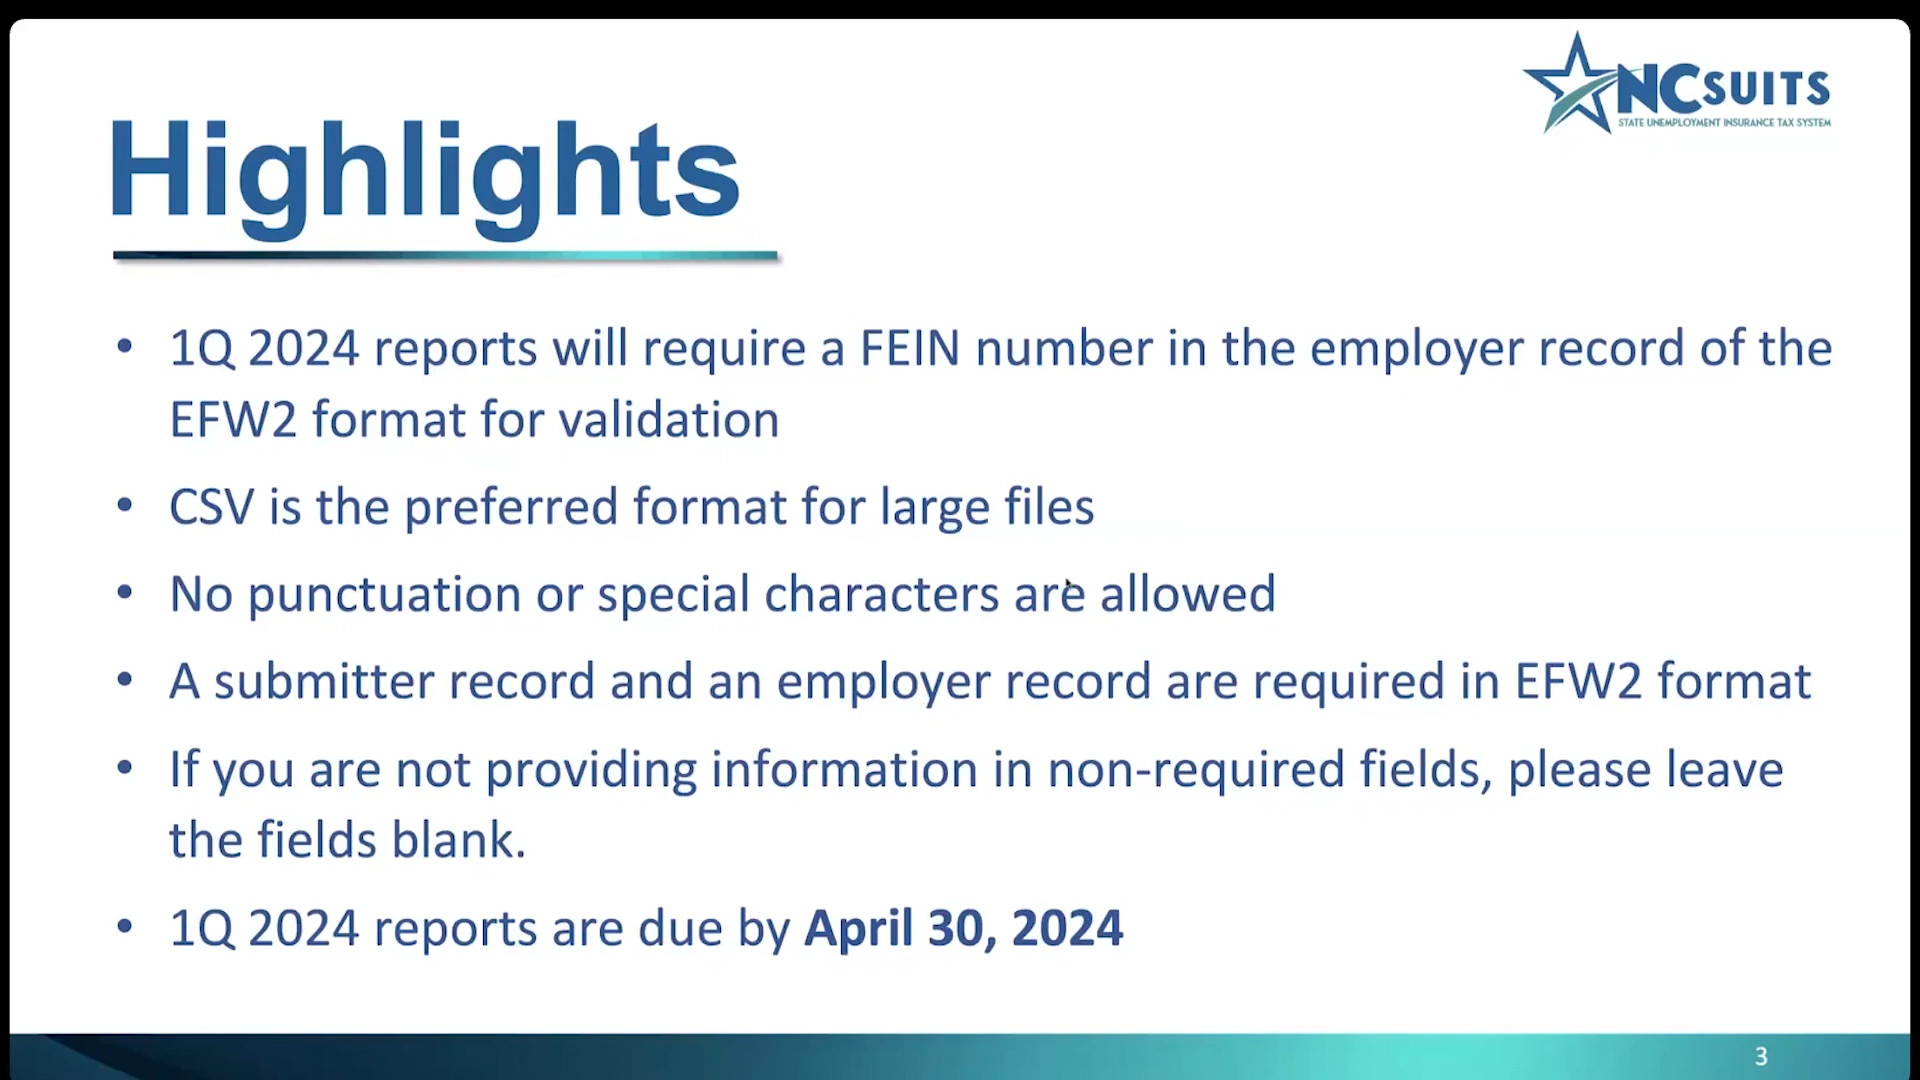 NCSUITS
STATE UNEMPLOYMENT INSURANCE TAX SYSTEM
Highlights
• 1Q 2024 reports will require a FEIN number in the employer record of the
EFW2 format for validation
• CSV is the preferred format for large files
• No punctuation or special characters are allowed
• A submitter record and an employer record are required in EFW2 format
• If you are not providing information in non-required fields, please leave
the fields blank.
• 1Q 2024 reports are due by April 30, 2024
3